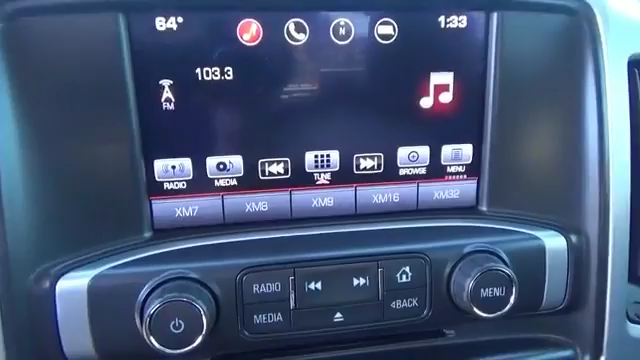 64° N 1:33
103.3
FM
RADIO MEDIA TUNE BROWSE MENU
XM7 XM8 XM9 XM16 XM32
RADIO
MEDIA
BACK
MENU